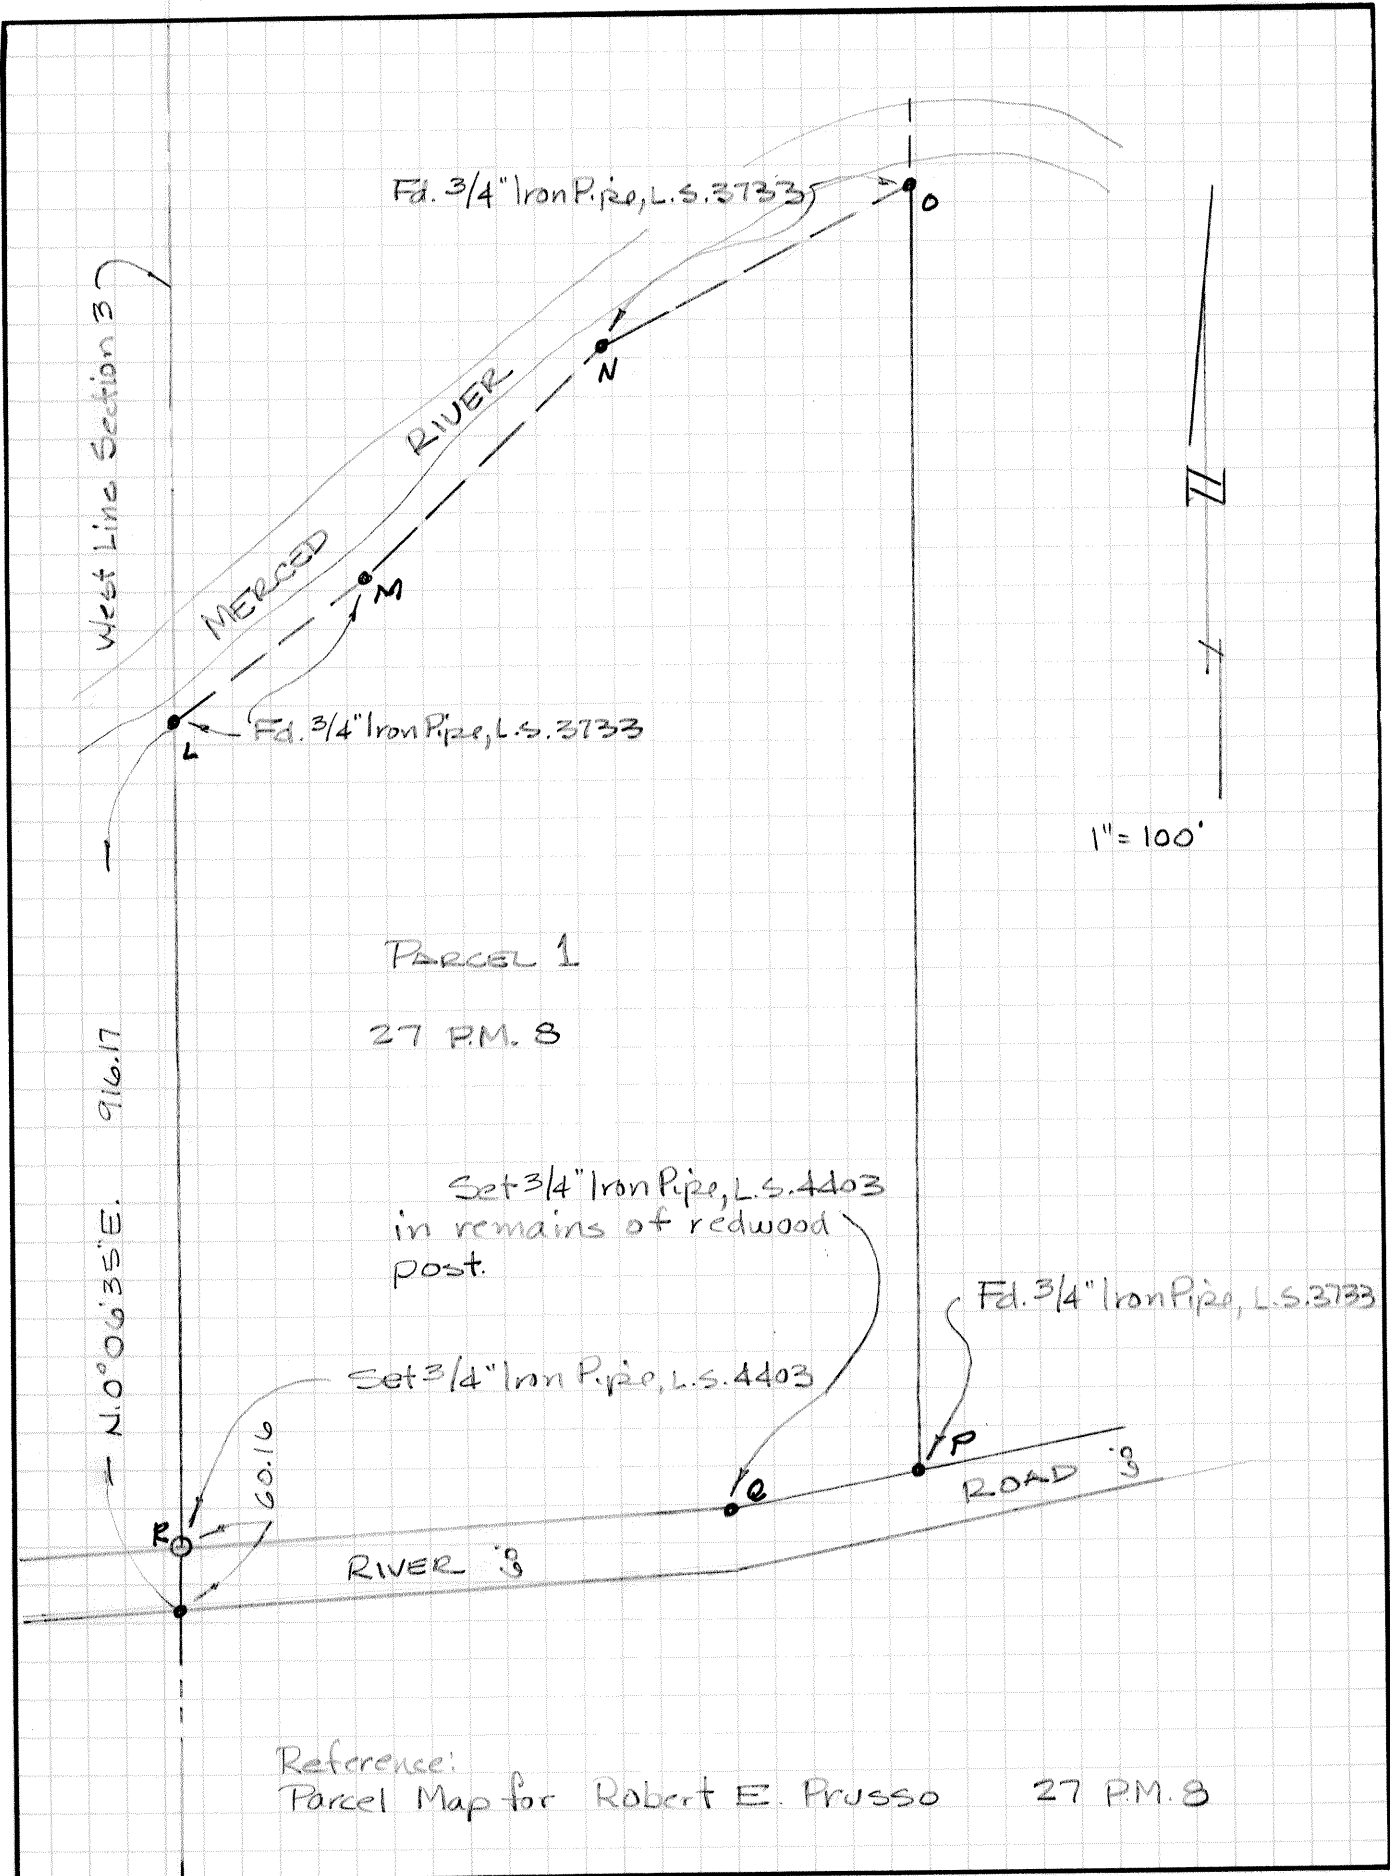 Fd. 3/4" Iron Pipe, L.S. 3733
O
West Line Section 3
N
RIVER
N
MERCED
M
L
Fd. 3/4" Iron Pipe, L.S. 3733
1" = 100'
PARCEL 1
27 P.M. 8
N. 0°06'35" E. 916.17
Set 3/4" Iron Pipe, L.S. 4403
in remains of redwood
post.
Fd. 3/4" Iron Pipe, L.S. 3733
Set 3/4" Iron Pipe, L.S. 4403
60.16
P
Q
ROAD
R
RIVER
Reference:
Parcel Map for Robert E. Prusso 27 P.M. 8